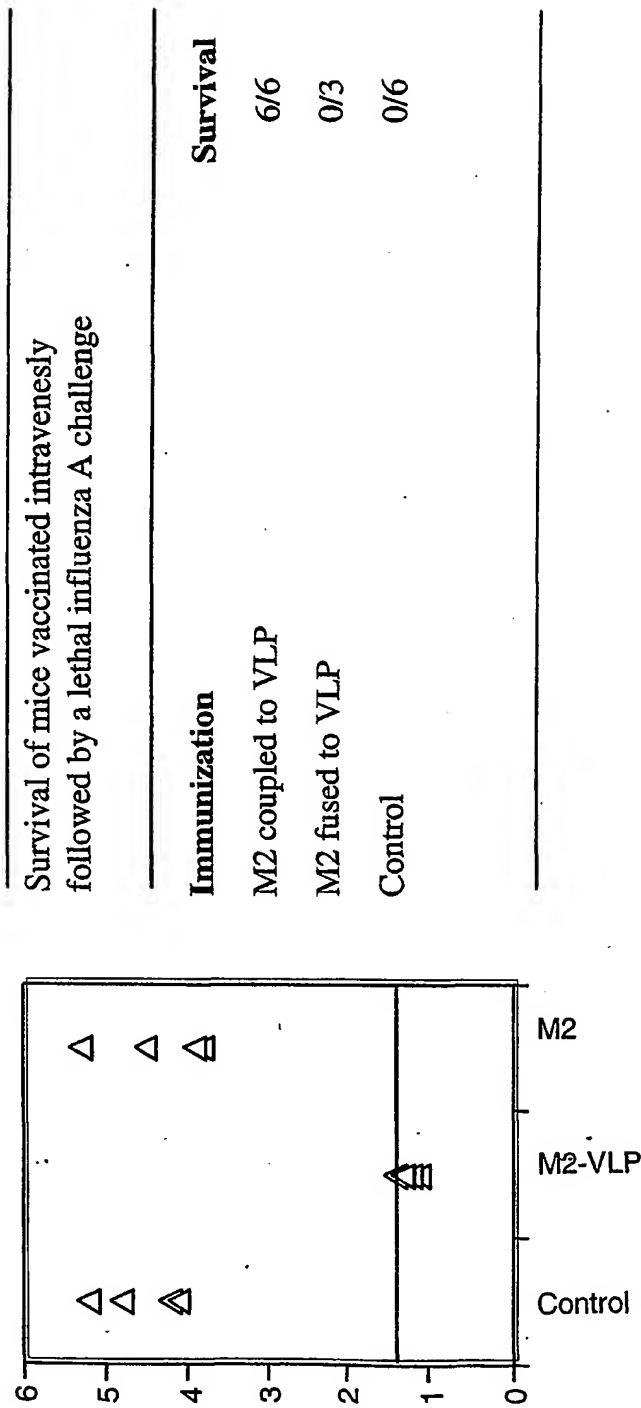 Survival of mice vaccinated intravenesly
followed by a lethal influenza A challenge
Immunization Survival
M2 coupled to VLP 6/6
M2 fused to VLP 0/3
Control 0/6
6
5
4
3
2
1
0
Control M2-VLP M2